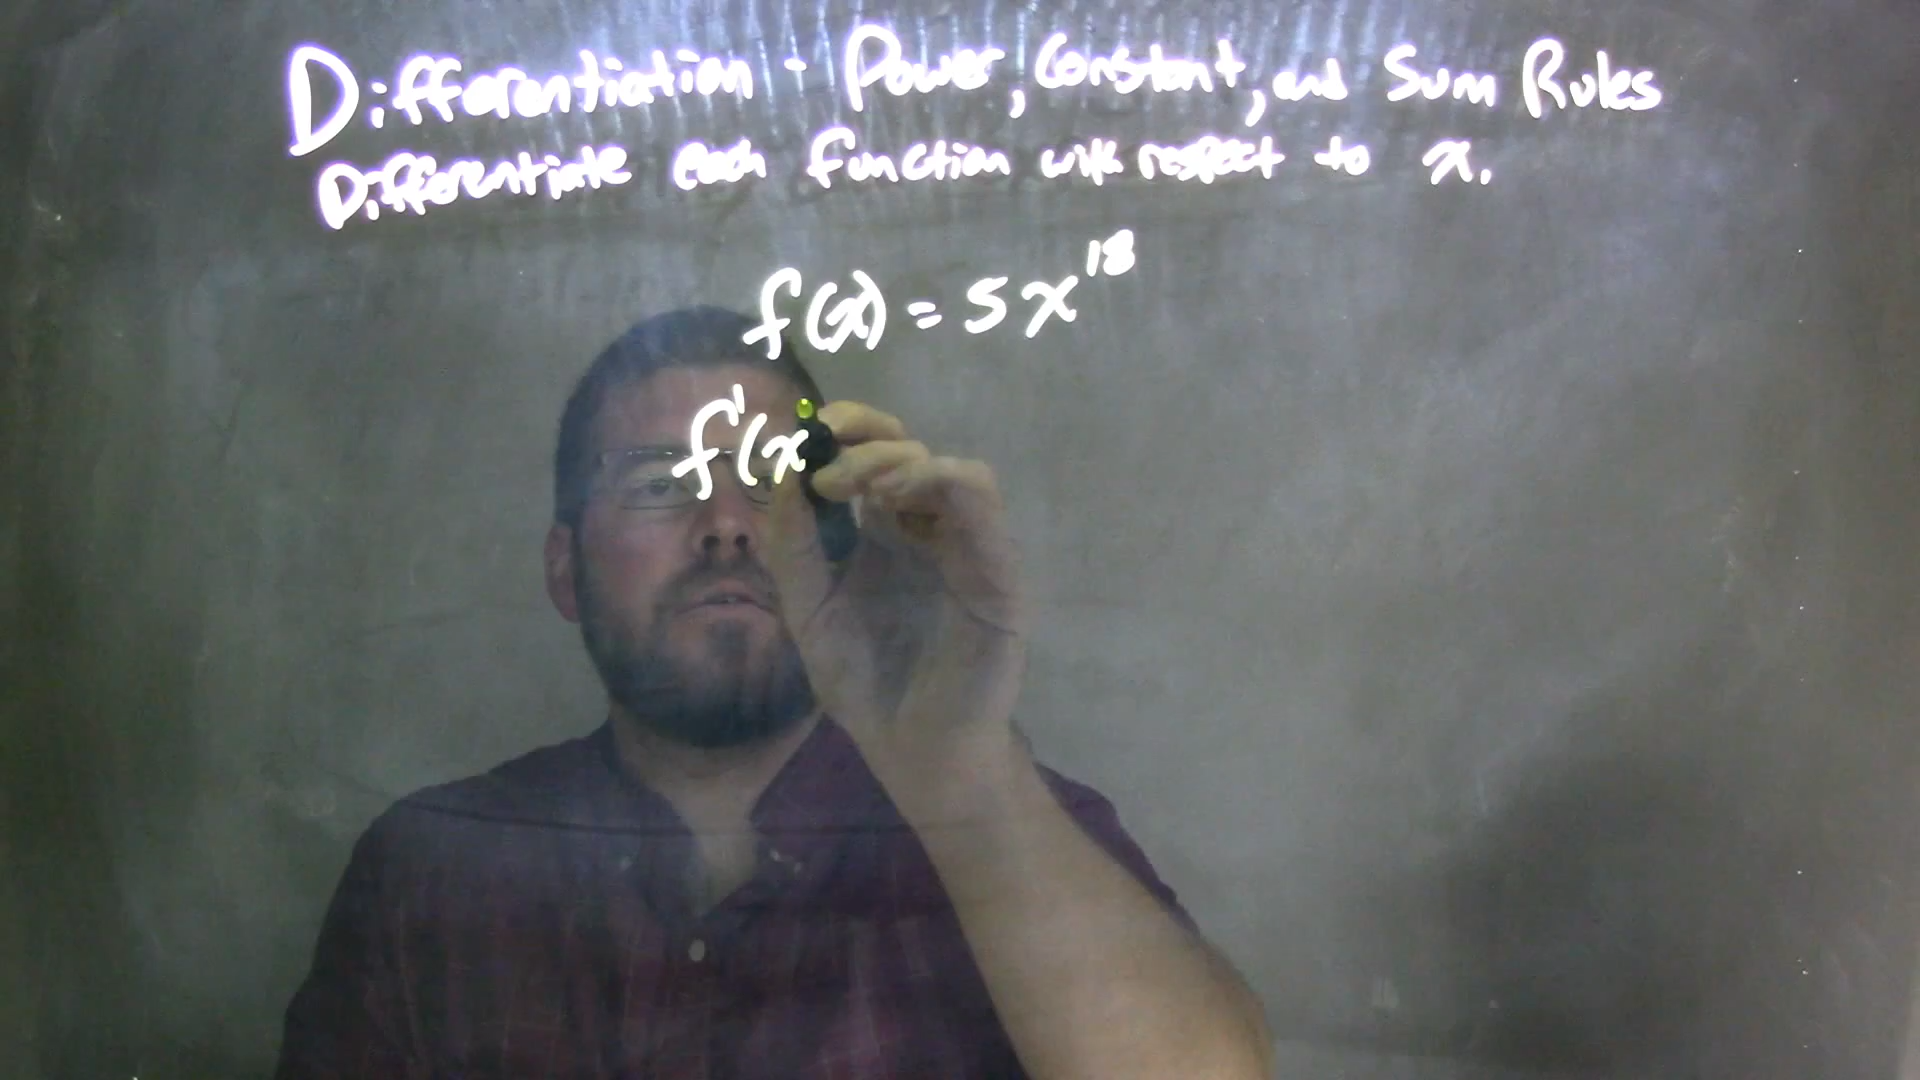 Differentiation - Power, Constant, and Sum Rules
Differentiate each function with respect to x.
f(x) = 5x^18
f'(x